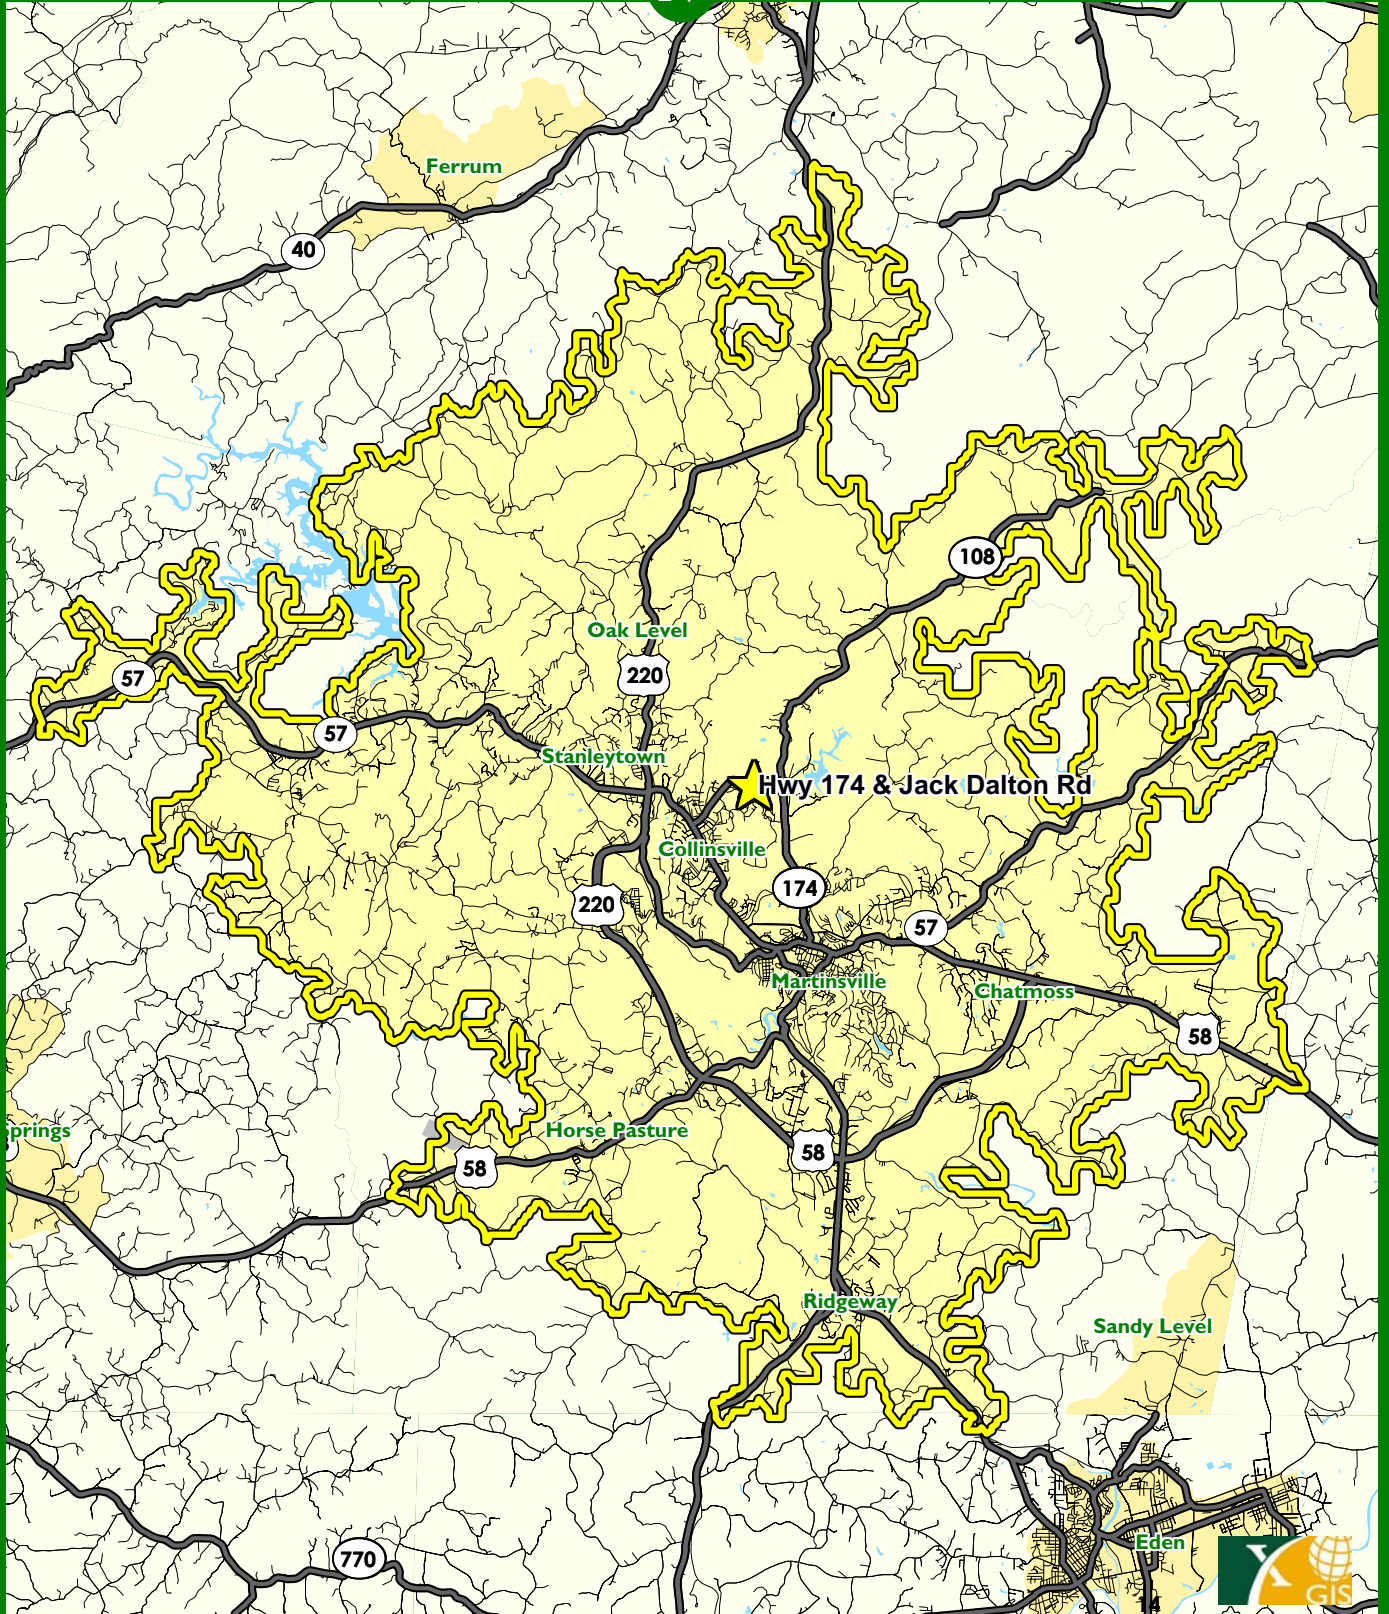 Ferrum
40
108
Oak Level
220
57
57
Stanleytown
Hwy 174 & Jack Dalton Rd
Collinsville
174
220
57
Martinsville
Chatmoss
58
Springs
Horse Pasture
58
58
Ridgeway
Sandy Level
Eden
770
GIS
14